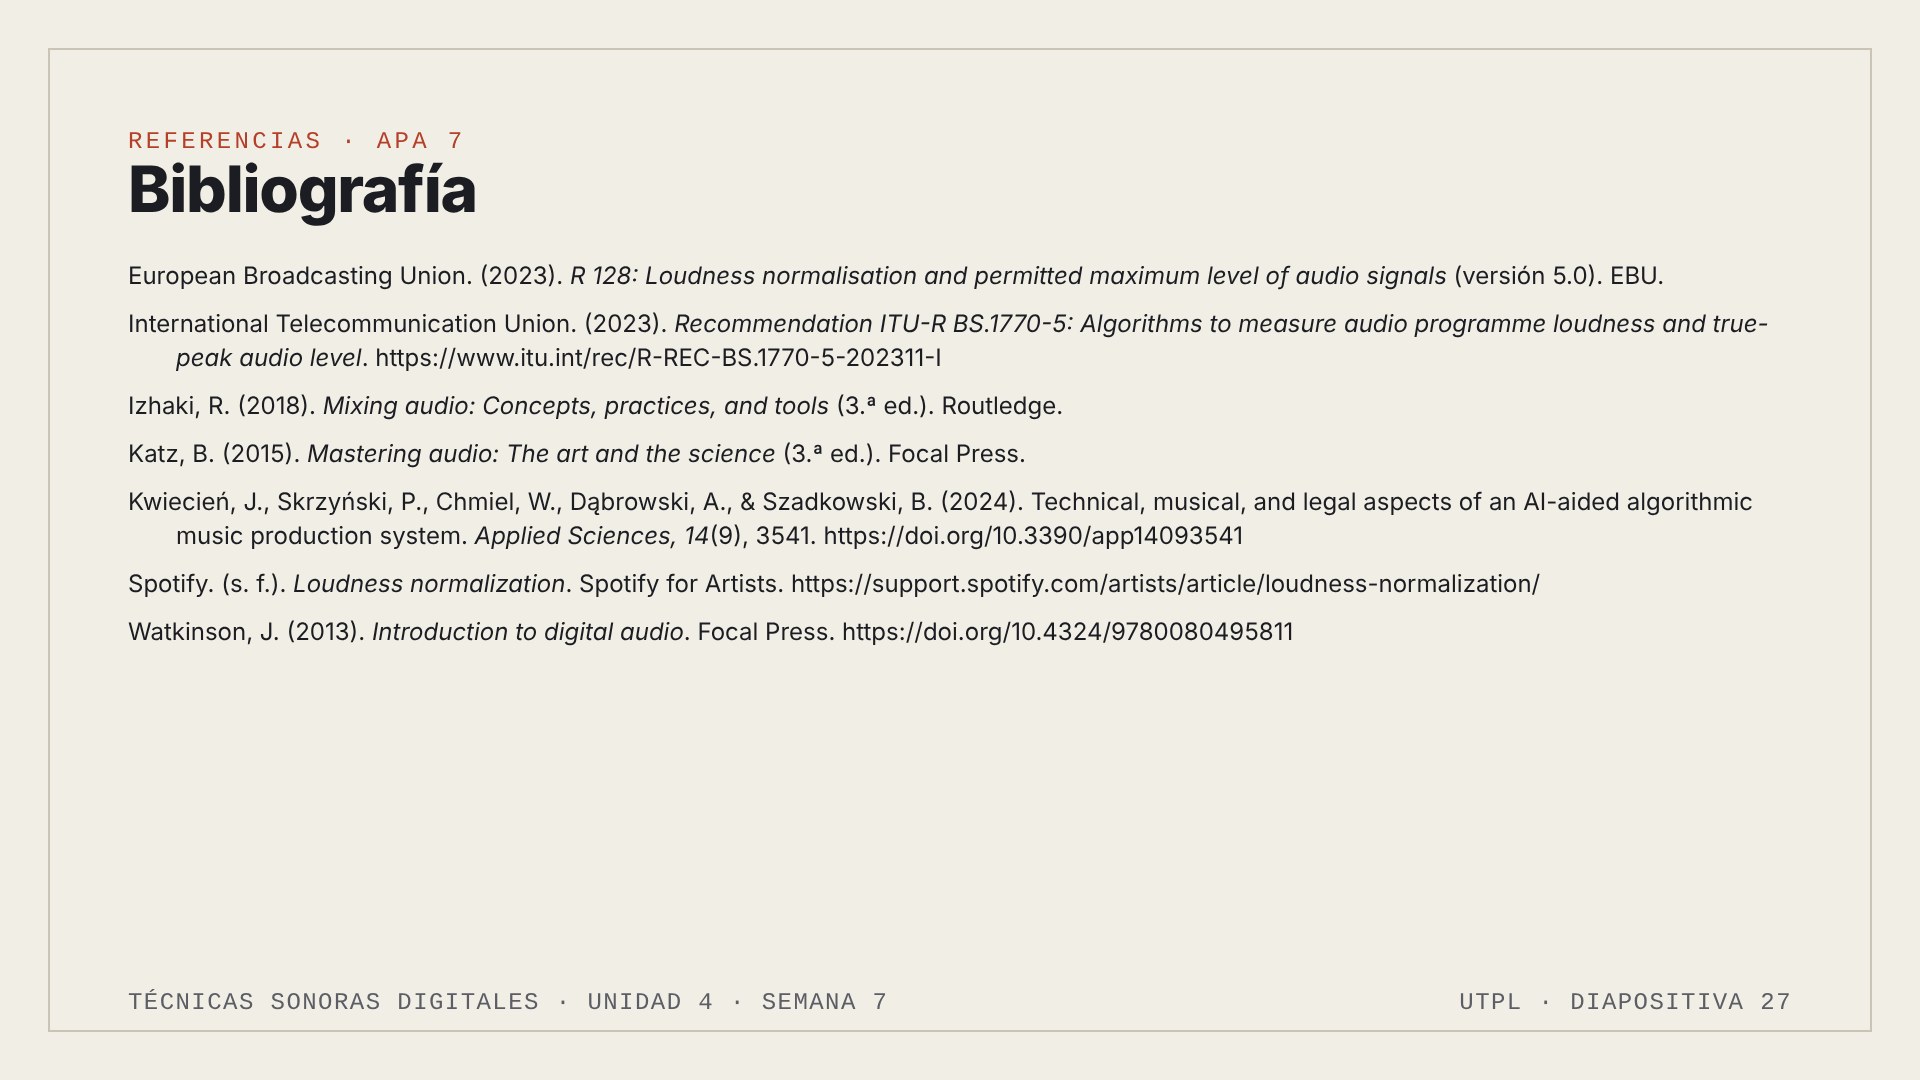 REFERENCIAS · APA 7
Bibliografía
European Broadcasting Union. (2023). R 128: Loudness normalisation and permitted maximum level of audio signals (versión 5.0). EBU.
International Telecommunication Union. (2023). Recommendation ITU-R BS.1770-5: Algorithms to measure audio programme loudness and true-
peak audio level. https://www.itu.int/rec/R-REC-BS.1770-5-202311-I
Izhaki, R. (2018). Mixing audio: Concepts, practices, and tools (3.ª ed.). Routledge.
Katz, B. (2015). Mastering audio: The art and the science (3.ª ed.). Focal Press.
Kwiecień, J., Skrzyński, P., Chmiel, W., Dąbrowski, A., & Szadkowski, B. (2024). Technical, musical, and legal aspects of an AI-aided algorithmic
music production system. Applied Sciences, 14(9), 3541. https://doi.org/10.3390/app14093541
Spotify. (s. f.). Loudness normalization. Spotify for Artists. https://support.spotify.com/artists/article/loudness-normalization/
Watkinson, J. (2013). Introduction to digital audio. Focal Press. https://doi.org/10.4324/9780080495811
TÉCNICAS SONORAS DIGITALES · UNIDAD 4 · SEMANA 7
UTPL · DIAPOSITIVA 27